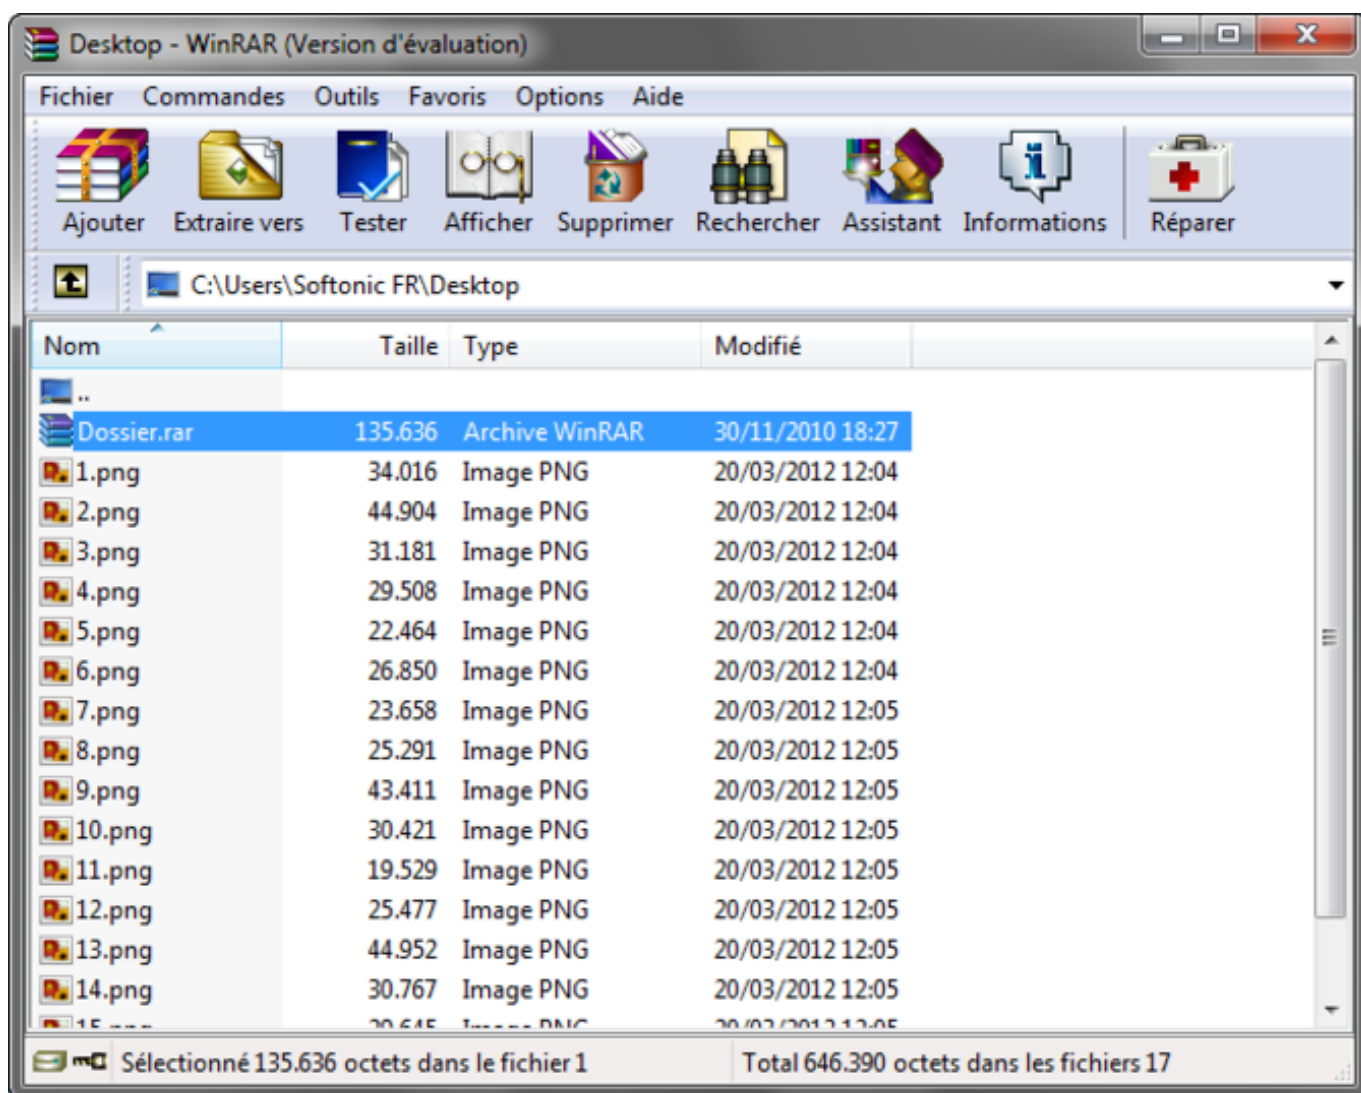 Desktop - WinRAR (Version d'évaluation)
Fichier Commandes Outils Favoris Options Aide
Ajouter Extraire vers Tester Afficher Supprimer Rechercher Assistant Informations Réparer
C:\Users\Softonic FR\Desktop
Nom Taille Type Modifié
..
Dossier.rar 135.636 Archive WinRAR 30/11/2010 18:27
1.png 34.016 Image PNG 20/03/2012 12:04
2.png 44.904 Image PNG 20/03/2012 12:04
3.png 31.181 Image PNG 20/03/2012 12:04
4.png 29.508 Image PNG 20/03/2012 12:04
5.png 22.464 Image PNG 20/03/2012 12:04
6.png 26.850 Image PNG 20/03/2012 12:04
7.png 23.658 Image PNG 20/03/2012 12:05
8.png 25.291 Image PNG 20/03/2012 12:05
9.png 43.411 Image PNG 20/03/2012 12:05
10.png 30.421 Image PNG 20/03/2012 12:05
11.png 19.529 Image PNG 20/03/2012 12:05
12.png 25.477 Image PNG 20/03/2012 12:05
13.png 44.952 Image PNG 20/03/2012 12:05
14.png 30.767 Image PNG 20/03/2012 12:05
Sélectionné 135.636 octets dans le fichier 1 Total 646.390 octets dans les fichiers 17